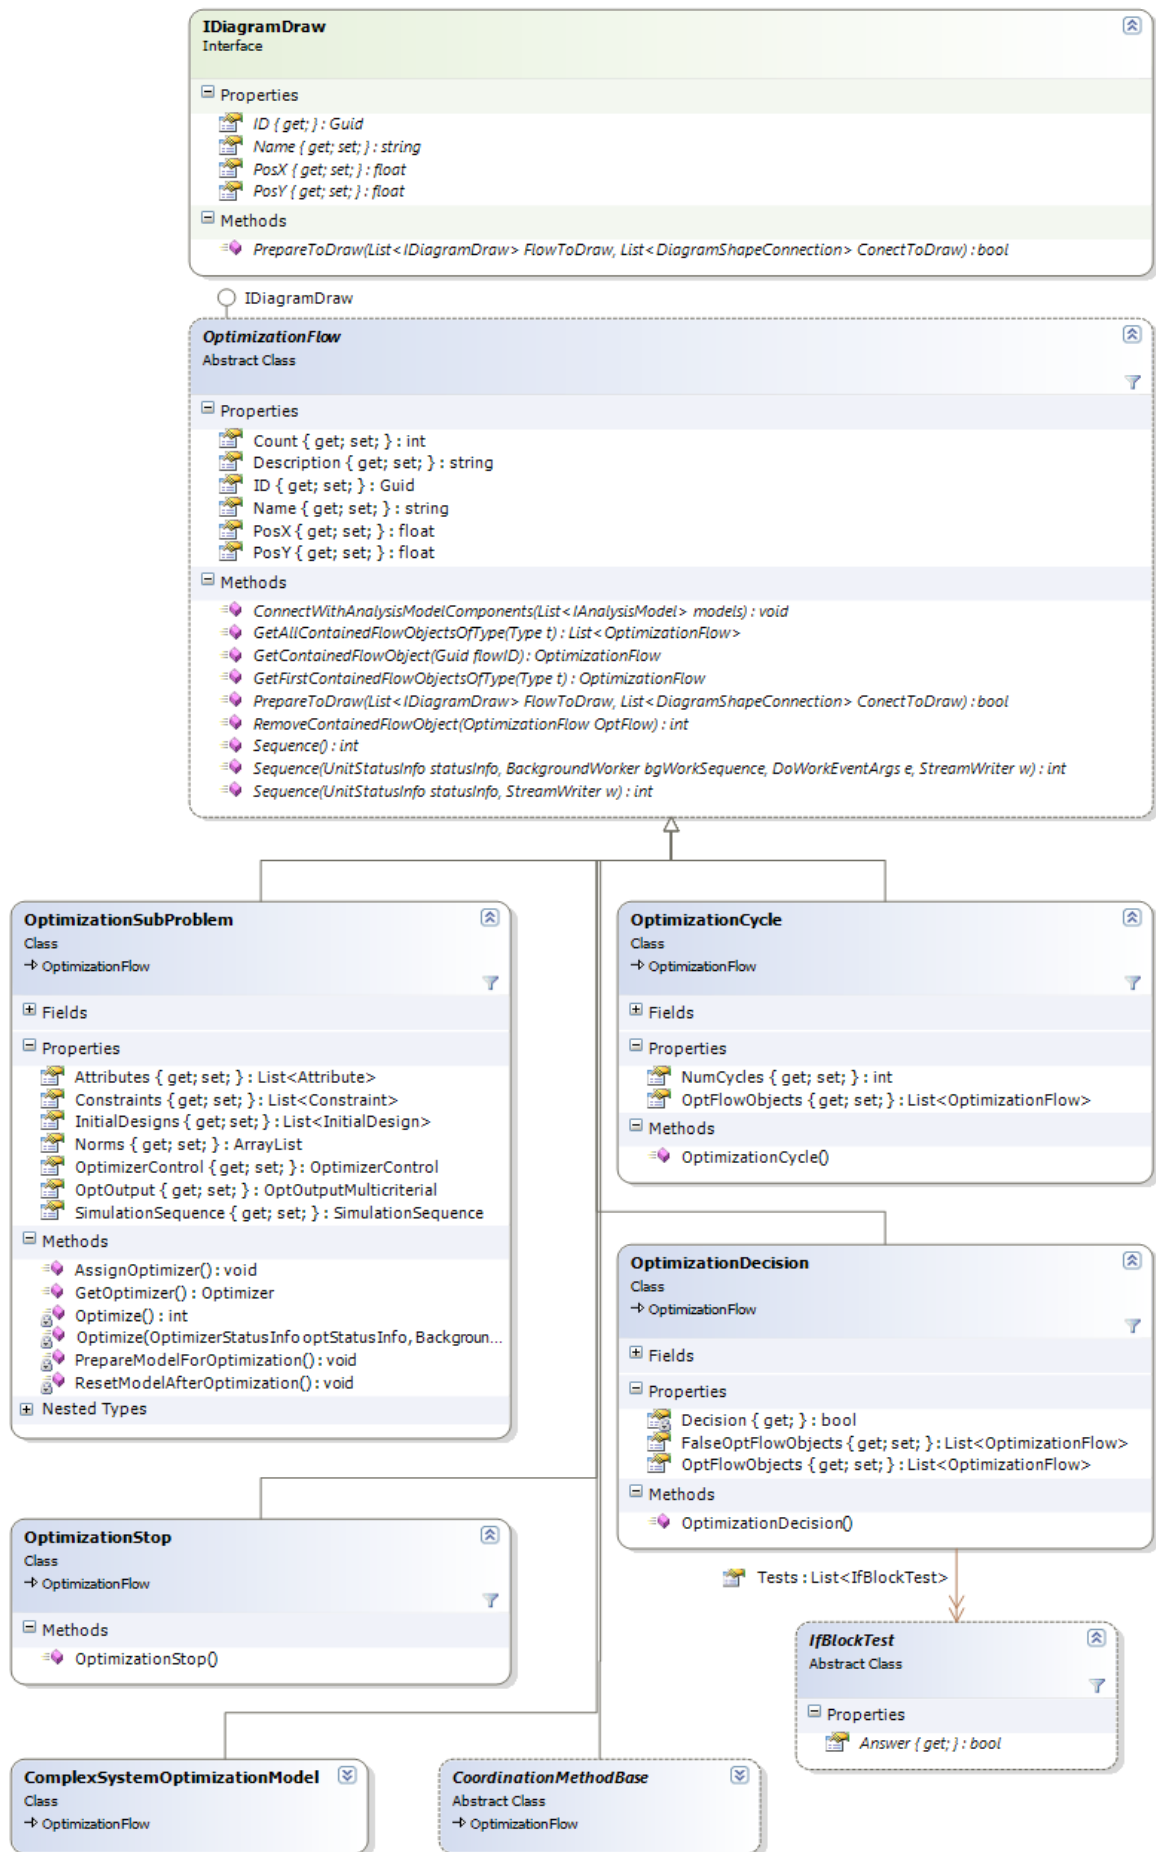 IDiagramDraw
Interface
Properties
ID { get; } : Guid
Name { get; set; } : string
PosX { get; set; } : float
PosY { get; set; } : float
Methods
PrepareToDraw(List<IDiagramDraw> FlowToDraw, List<DiagramShapeConnection> ConectToDraw) : bool
IDiagramDraw
OptimizationFlow
Abstract Class
Properties
Count { get; set; } : int
Description { get; set; } : string
ID { get; set; } : Guid
Name { get; set; } : string
PosX { get; set; } : float
PosY { get; set; } : float
Methods
ConnectWithAnalysisModelComponents(List<IAnalysisModel> models) : void
GetAllContainedFlowObjectsOfType(Type t) : List<OptimizationFlow>
GetContainedFlowObject(Guid flowID) : OptimizationFlow
GetFirstContainedFlowObjectsOfType(Type t) : OptimizationFlow
PrepareToDraw(List<IDiagramDraw> FlowToDraw, List<DiagramShapeConnection> ConectToDraw) : bool
RemoveContainedFlowObject(OptimizationFlow OptFlow) : int
Sequence() : int
Sequence(UnitStatusInfo statusInfo, BackgroundWorker bgWorkSequence, DoWorkEventArgs e, StreamWriter w) : int
Sequence(UnitStatusInfo statusInfo, StreamWriter w) : int
OptimizationSubProblem
Class
OptimizationFlow
Fields
Properties
Attributes { get; set; } : List<Attribute>
Constraints { get; set; } : List<Constraint>
InitialDesigns { get; set; } : List<InitialDesign>
Norms { get; set; } : ArrayList
OptimizerControl { get; set; } : OptimizerControl
OptOutput { get; set; } : OptOutputMulticriterial
SimulationSequence { get; set; } : SimulationSequence
Methods
AssignOptimizer() : void
GetOptimizer() : Optimizer
Optimize() : int
Optimize(OptimizerStatusInfo optStatusInfo, Backgroun...
PrepareModelForOptimization() : void
ResetModelAfterOptimization() : void
Nested Types
OptimizationCycle
Class
OptimizationFlow
Fields
Properties
NumCycles { get; set; } : int
OptFlowObjects { get; set; } : List<OptimizationFlow>
Methods
OptimizationCycle()
OptimizationDecision
Class
OptimizationFlow
Fields
Properties
Decision { get; } : bool
FalseOptFlowObjects { get; set; } : List<OptimizationFlow>
OptFlowObjects { get; set; } : List<OptimizationFlow>
Methods
OptimizationDecision()
Tests : List<IfBlockTest>
OptimizationStop
Class
OptimizationFlow
Methods
OptimizationStop()
IfBlockTest
Abstract Class
Properties
Answer { get; } : bool
ComplexSystemOptimizationModel
Class
OptimizationFlow
CoordinationMethodBase
Abstract Class
OptimizationFlow